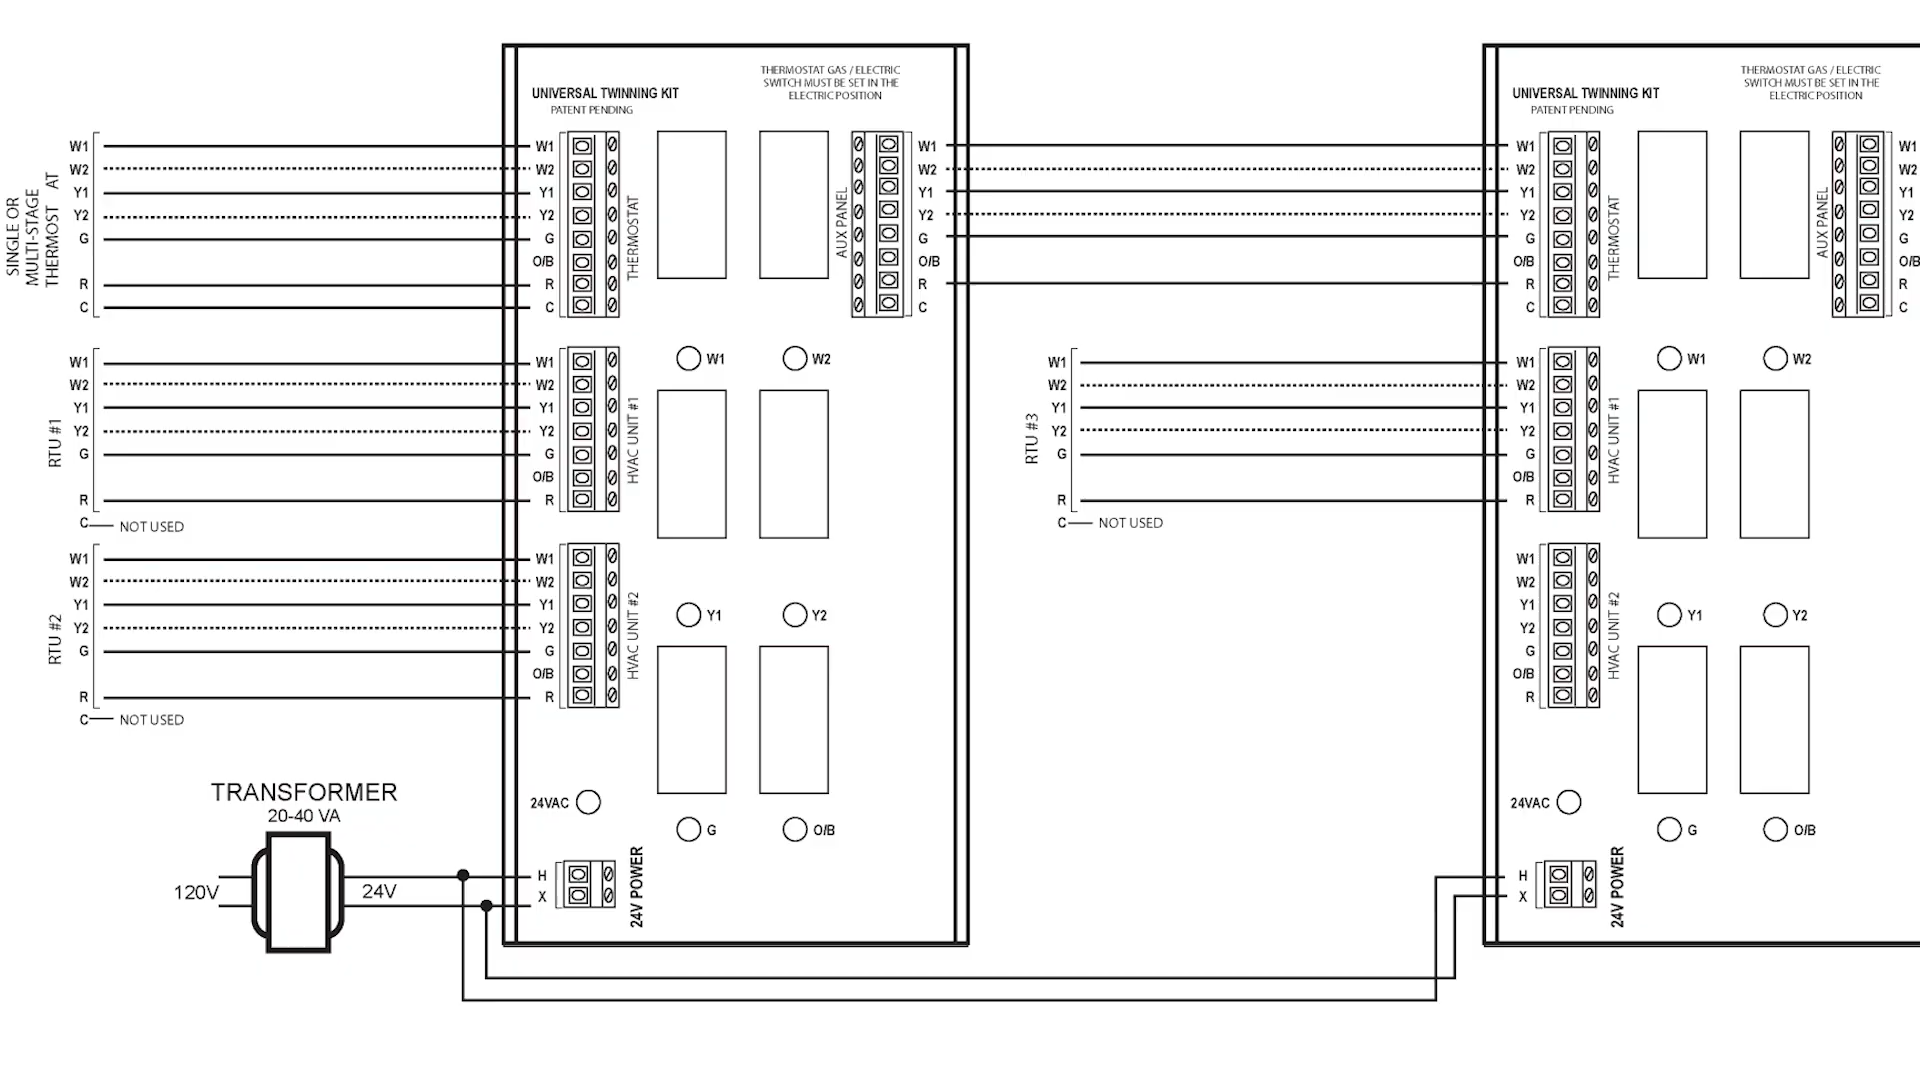 THERMOSTAT GAS / ELECTRIC
SWITCH MUST BE SET IN THE
ELECTRIC POSITION
UNIVERSAL TWINNING KIT
PATENT PENDING
THERMOSTAT GAS / ELECTRIC
SWITCH MUST BE SET IN THE
ELECTRIC POSITION
UNIVERSAL TWINNING KIT
PATENT PENDING
SINGLE OR
MULTI-STAGE
THERMOST AT
W1
W2
Y1
Y2
G
R
C
W1
W2
Y1
Y2
G
O/B
R
C
THERMOSTAT
AUX PANEL
W1
W2
Y1
Y2
G
O/B
R
C
W1
W2
Y1
Y2
G
O/B
R
C
THERMOSTAT
AUX PANEL
W1
W2
Y1
Y2
G
O/B
R
C
RTU #1
W1
W2
Y1
Y2
G
R
C
NOT USED
W1
W2
Y1
Y2
G
O/B
R
HVAC UNIT #1
W1
W2
RTU #3
W1
W2
Y1
Y2
G
R
C
NOT USED
W1
W2
Y1
Y2
G
O/B
R
HVAC UNIT #1
W1
W2
RTU #2
W1
W2
Y1
Y2
G
R
C
NOT USED
W1
W2
Y1
Y2
G
O/B
R
HVAC UNIT #2
Y1
Y2
W1
W2
Y1
Y2
G
O/B
R
HVAC UNIT #2
Y1
Y2
TRANSFORMER
20-40 VA
120V
24V
24VAC
G
O/B
H
X
24V POWER
24VAC
G
O/B
H
X
24V POWER